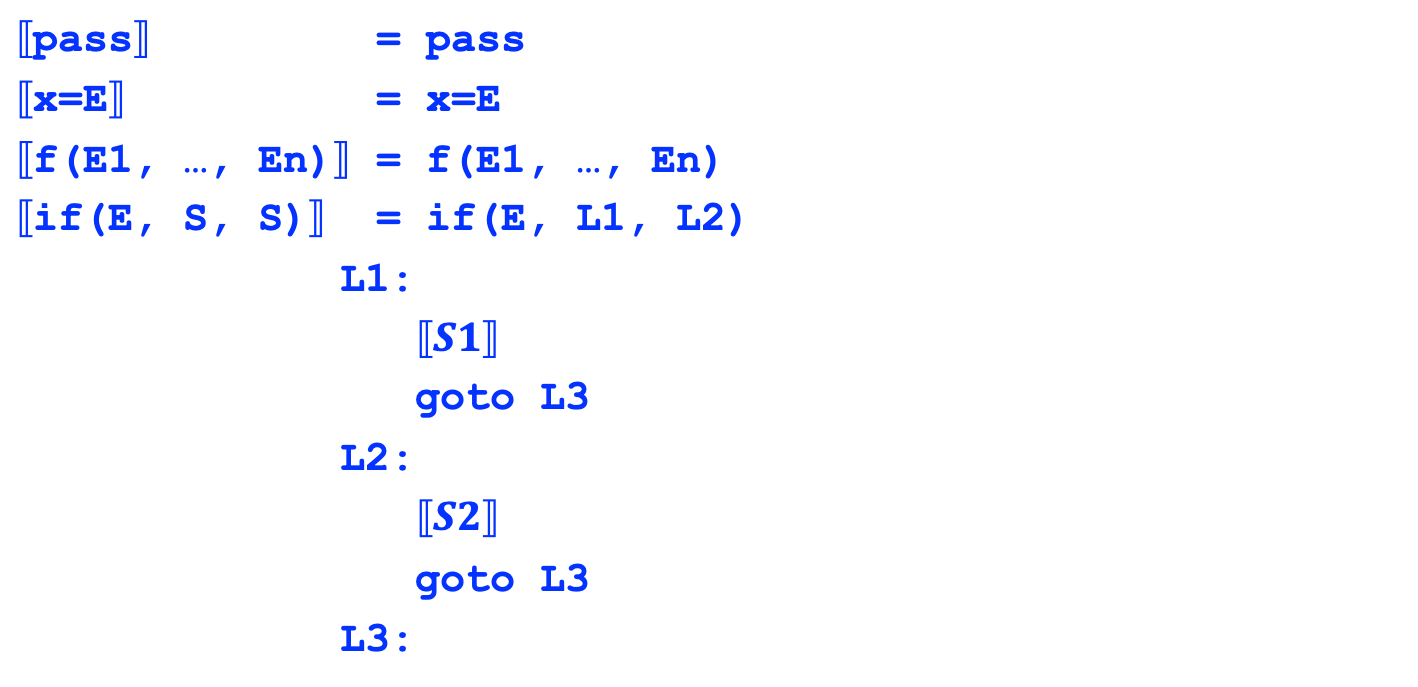 ⟦pass⟧ = pass
⟦x=E⟧ = x=E
⟦f(E1, …, En)⟧ = f(E1, …, En)
⟦if(E, S, S)⟧ = if(E, L1, L2)
L1:
⟦S1⟧
goto L3
L2:
⟦S2⟧
goto L3
L3: